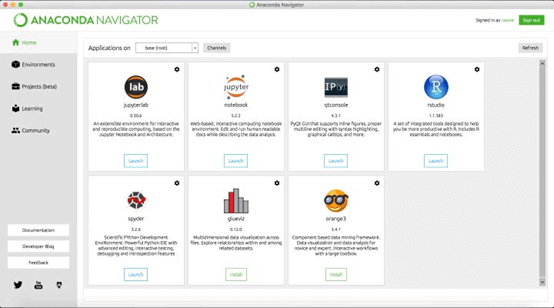 Anaconda Navigator
ANACONDA NAVIGATOR
Signed in as
Sign out
Home
Environments
Projects (beta)
Learning
Community
Documentation
Developer Blog
Feedback
Applications on
base (root)
Channels
Refresh
lab
jupyterlab
0.30.6
An extensible environment for interactive
and reproducible computing, based on the
Jupyter Notebook and Architecture.
Launch
jupyter
notebook
5.2.2
Web-based, interactive computing notebook
environment. Edit and run human-readable
docs while describing the data analysis.
Launch
IP[y]:
qtconsole
4.3.1
PyQt GUI that supports inline figures, proper
multiline editing with syntax highlighting,
graphical calltips, and more.
Launch
R
rstudio
1.1.383
A set of integrated tools designed to help
you be more productive with R. Includes R
essentials and notebooks.
Launch
spyder
3.2.6
Scientific PYthon Development
EnviRonment. Powerful Python IDE with
advanced editing, interactive testing,
debugging and introspection features
Launch
glueviz
0.12.0
Multidimensional data visualization across
files. Explore relationships within and among
related datasets.
Install
orange3
3.4.1
Component based data mining framework.
Data visualization and data analysis for
novice and expert. Interactive workflows
with a large toolbox.
Install